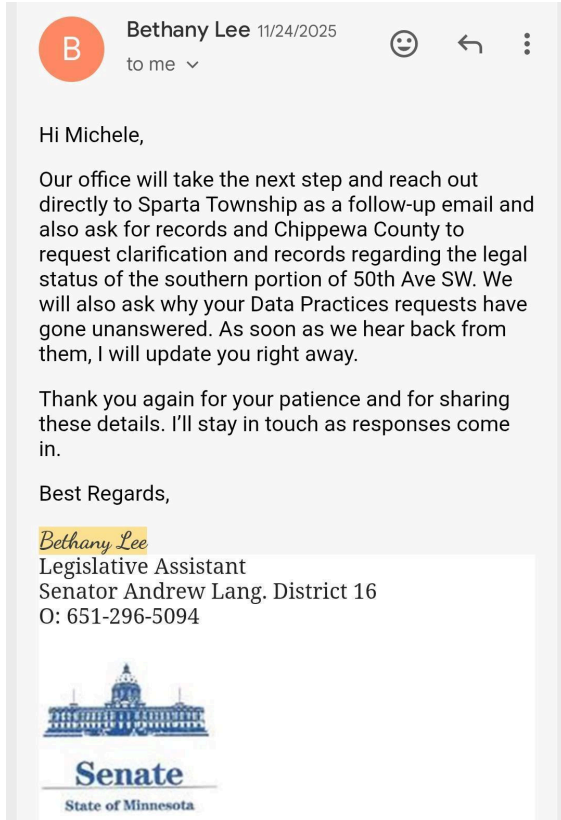 B
Bethany Lee 11/24/2025
to me
Hi Michele,
Our office will take the next step and reach out
directly to Sparta Township as a follow-up email and
also ask for records and Chippewa County to
request clarification and records regarding the legal
status of the southern portion of 50th Ave SW. We
will also ask why your Data Practices requests have
gone unanswered. As soon as we hear back from
them, I will update you right away.
Thank you again for your patience and for sharing
these details. I’ll stay in touch as responses come
in.
Best Regards,
Bethany Lee
Legislative Assistant
Senator Andrew Lang. District 16
O: 651-296-5094
Senate
State of Minnesota